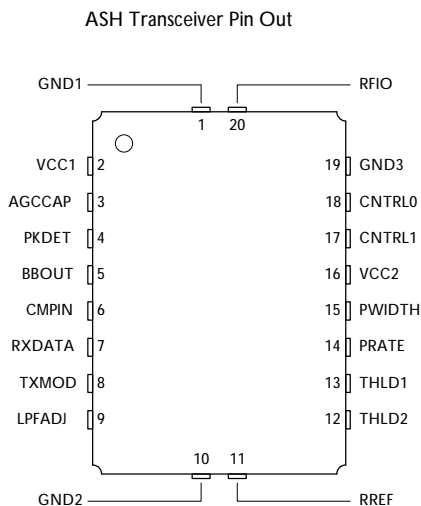 ASH Transceiver Pin Out
GND1 RFIO
1 20
VCC1 2 19 GND3
AGCCAP 3 18 CNTRL0
PKDET 4 17 CNTRL1
BBOUT 5 16 VCC2
CMPIN 6 15 PWIDTH
RXDATA 7 14 PRATE
TXMOD 8 13 THLD1
LPFADJ 9 12 THLD2
10 11
GND2 RREF